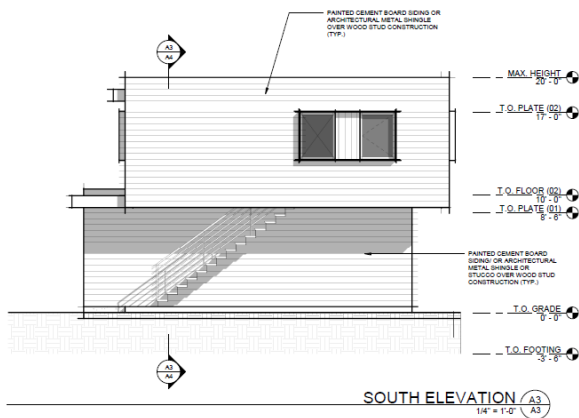 PAINTED CEMENT BOARD SIDING OR
ARCHITECTURAL METAL SHINGLE
OVER WOOD STUD CONSTRUCTION
(TYP.)
A3
A4
MAX. HEIGHT
20' - 0"
T.O. PLATE (02)
17' - 0"
T.O. FLOOR (02)
10' - 0"
T.O. PLATE (01)
8' - 6"
PAINTED CEMENT BOARD
SIDING/ OR ARCHITECTURAL
METAL SHINGLE OR
STUCCO OVER WOOD STUD
CONSTRUCTION (TYP.)
T.O. GRADE
0' - 0"
T.O. FOOTING
-3' - 6"
A3
A4
SOUTH ELEVATION
1/4" = 1'-0"
A3
A3